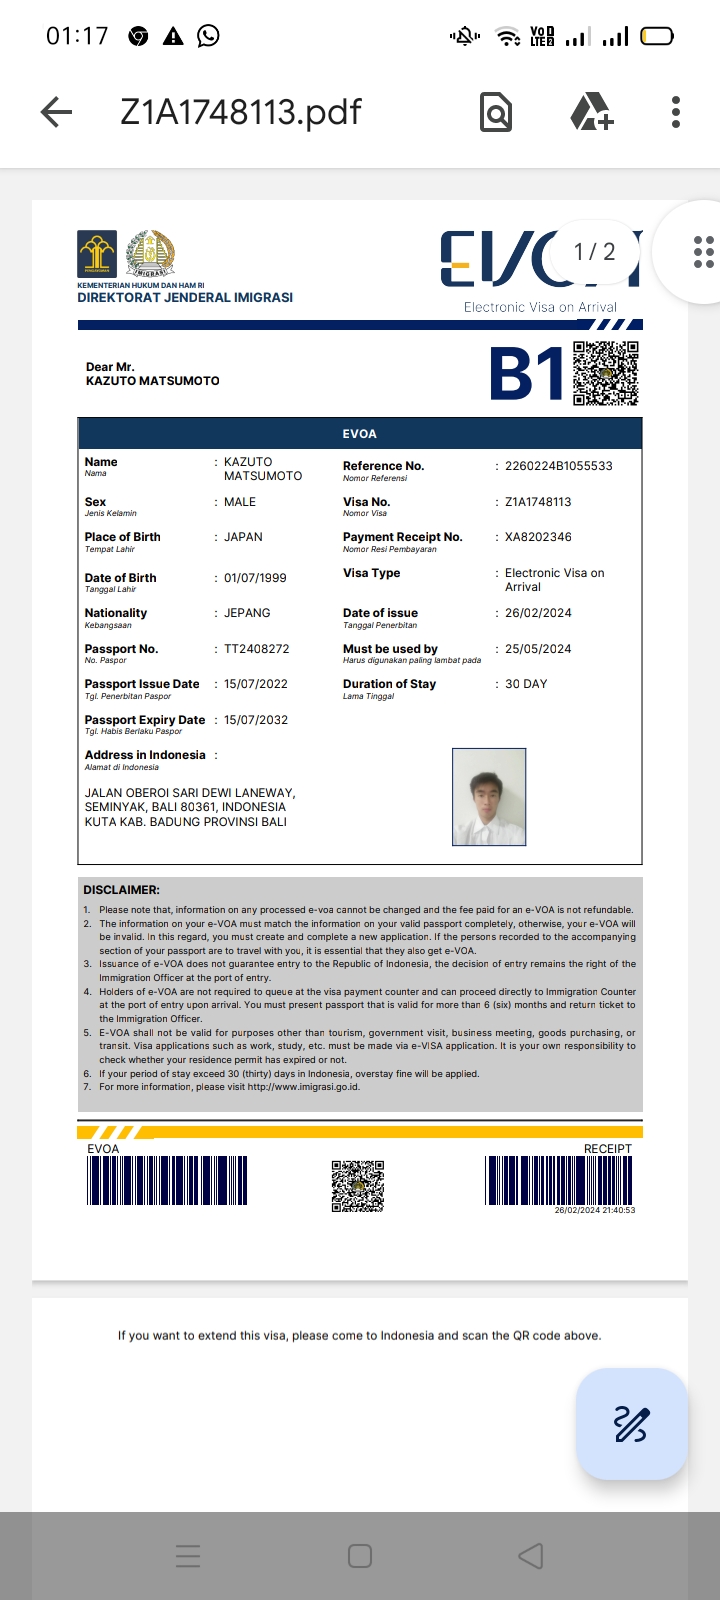 01:17
VoD LTE2
Z1A1748113.pdf
1 / 2
PENGAYOMAN
IMIGRASI
KEMENTERIAN HUKUM DAN HAM RI
DIREKTORAT JENDERAL IMIGRASI
Electronic Visa on Arrival
Dear Mr.
KAZUTO MATSUMOTO
B1
EVOA
Name : KAZUTO MATSUMOTO
Nama
Sex : MALE
Jenis Kelamin
Place of Birth : JAPAN
Tempat Lahir
Date of Birth : 01/07/1999
Tanggal Lahir
Nationality : JEPANG
Kebangsaan
Passport No. : TT2408272
No. Paspor
Passport Issue Date : 15/07/2022
Tgl. Penerbitan Paspor
Passport Expiry Date : 15/07/2032
Tgl. Habis Berlaku Paspor
Address in Indonesia :
Alamat di Indonesia
JALAN OBEROI SARI DEWI LANEWAY,
SEMINYAK, BALI 80361, INDONESIA
KUTA KAB. BADUNG PROVINSI BALI
Reference No. : 2260224B1055533
Nomor Referensi
Visa No. : Z1A1748113
Nomor Visa
Payment Receipt No. : XA8202346
Nomor Resi Pembayaran
Visa Type : Electronic Visa on Arrival
Date of issue : 26/02/2024
Tanggal Penerbitan
Must be used by : 25/05/2024
Harus digunakan paling lambat pada
Duration of Stay : 30 DAY
Lama Tinggal
DISCLAIMER:
1. Please note that, information on any processed e-voa cannot be changed and the fee paid for an e-VOA is not refundable.
2. The information on your e-VOA must match the information on your valid passport completely, otherwise, your e-VOA will
be invalid. In this regard, you must create and complete a new application. If the persons recorded to the accompanying
section of your passport are to travel with you, it is essential that they also get e-VOA.
3. Issuance of e-VOA does not guarantee entry to the Republic of Indonesia, the decision of entry remains the right of the
Immigration Officer at the port of entry.
4. Holders of e-VOA are not required to queue at the visa payment counter and can proceed directly to Immigration Counter
at the port of entry upon arrival. You must present passport that is valid for more than 6 (six) months and return ticket to
the Immigration Officer.
5. E-VOA shall not be valid for purposes other than tourism, government visit, business meeting, goods purchasing, or
transit. Visa applications such as work, study, etc. must be made via e-VISA application. It is your own responsibility to
check whether your residence permit has expired or not.
6. If your period of stay exceed 30 (thirty) days in Indonesia, overstay fine will be applied.
7. For more information, please visit http://www.imigrasi.go.id.
EVOA
RECEIPT
26/02/2024 21:40:53
If you want to extend this visa, please come to Indonesia and scan the QR code above.